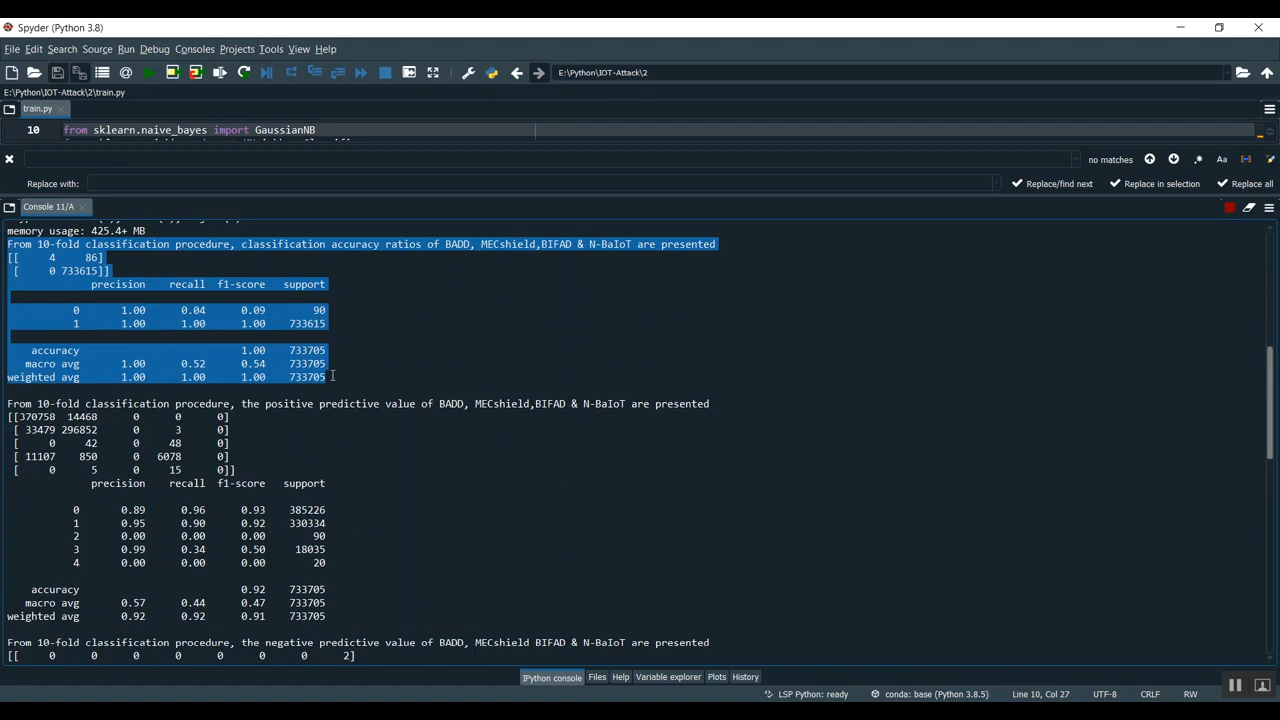 Spyder (Python 3.8)
File Edit Search Source Run Debug Consoles Projects Tools View Help
E:\Python\IOT-Attack\2
E:\Python\IOT-Attack\2\train.py
train.py
10 from sklearn.naive_bayes import GaussianNB
no matches
Aa
Replace with:
Replace/find next Replace in selection Replace all
Console 11/A
memory usage: 425.4+ MB
From 10-fold classification procedure, classification accuracy ratios of BADD, MECshield,BIFAD & N-BaIoT are presented
[[ 4 86]
[ 0 733615]]
precision recall f1-score support
0 1.00 0.04 0.09 90
1 1.00 1.00 1.00 733615
accuracy 1.00 733705
macro avg 1.00 0.52 0.54 733705
weighted avg 1.00 1.00 1.00 733705
From 10-fold classification procedure, the positive predictive value of BADD, MECshield,BIFAD & N-BaIoT are presented
[[370758 14468 0 0 0]
[ 33479 296852 0 3 0]
[ 0 42 0 48 0]
[ 11107 850 0 6078 0]
[ 0 5 0 15 0]]
precision recall f1-score support
0 0.89 0.96 0.93 385226
1 0.95 0.90 0.92 330334
2 0.00 0.00 0.00 90
3 0.99 0.34 0.50 18035
4 0.00 0.00 0.00 20
accuracy 0.92 733705
macro avg 0.57 0.44 0.47 733705
weighted avg 0.92 0.92 0.91 733705
From 10-fold classification procedure, the negative predictive value of BADD, MECshield BIFAD & N-BaIoT are presented
[[ 0 0 0 0 0 0 2]
IPython console Files Help Variable explorer Plots History
LSP Python: ready conda: base (Python 3.8.5) Line 10, Col 27 UTF-8 CRLF RW